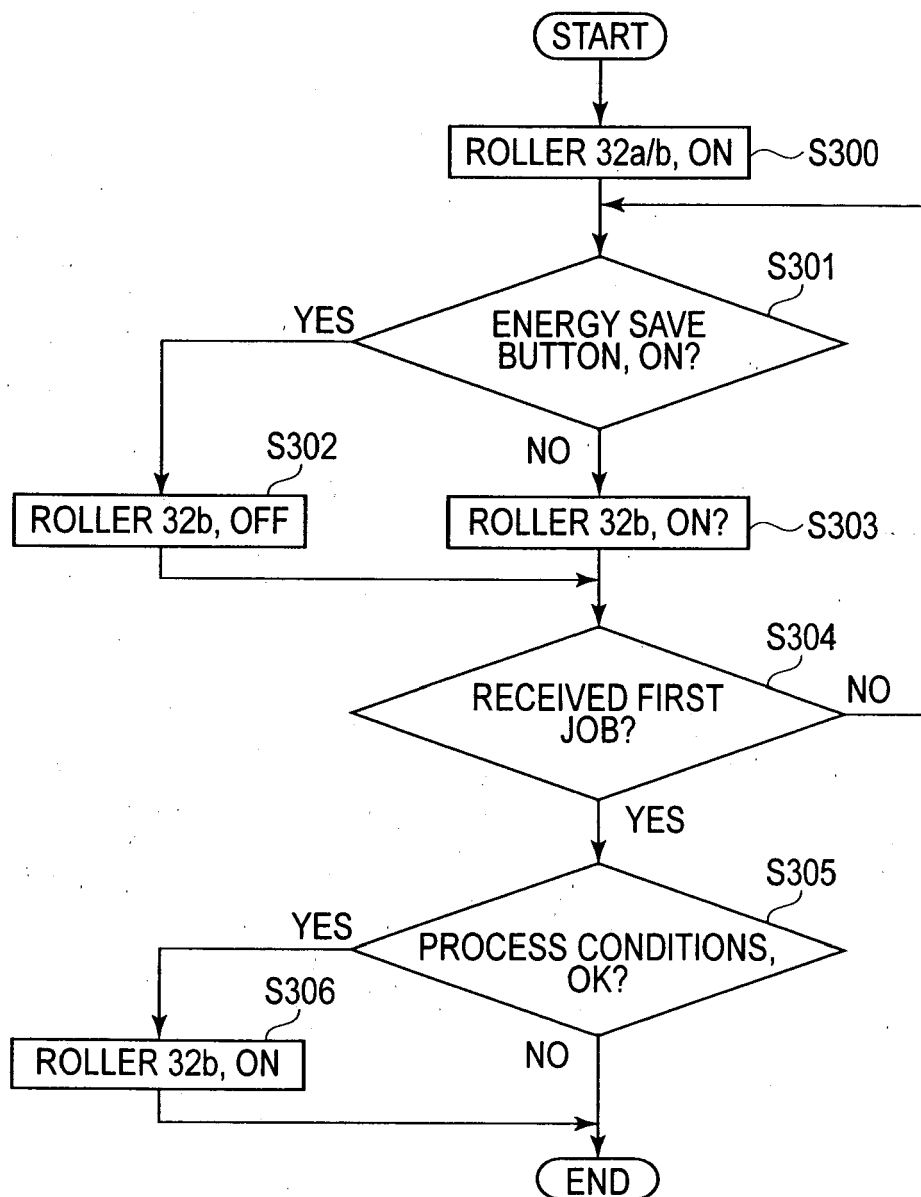 START
ROLLER 32a/b, ON
S300
S301
ENERGY SAVE
BUTTON, ON?
YES
NO
S302
ROLLER 32b, OFF
ROLLER 32b, ON?
S303
S304
RECEIVED FIRST
JOB?
NO
YES
S305
PROCESS CONDITIONS,
OK?
YES
NO
S306
ROLLER 32b, ON
END